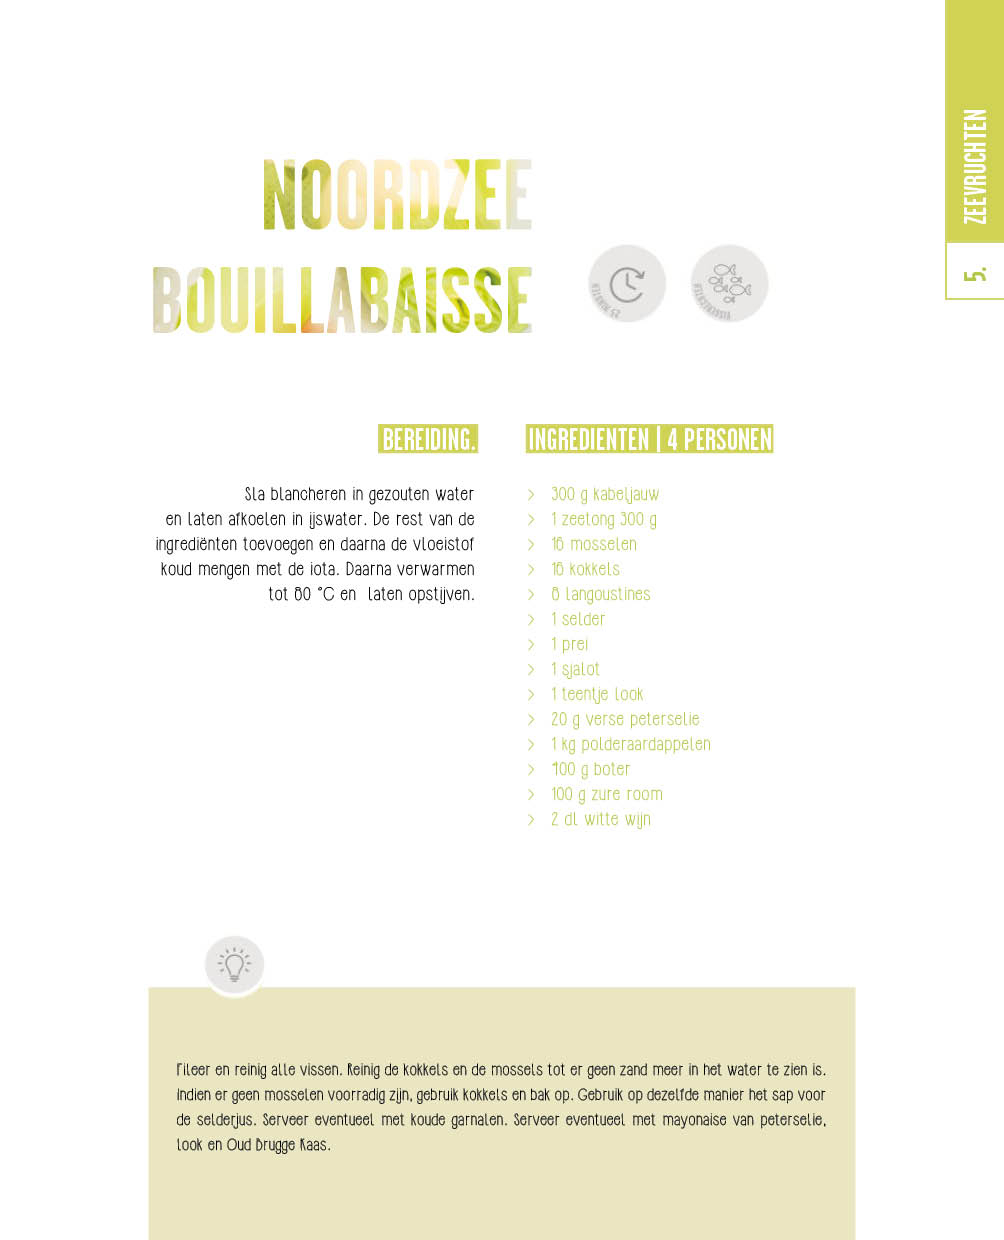 ZEEVRUCHTEN
5.
NOORDZEE
BOUILLABAISSE
25 MINUTEN
BEREIDING.
Sla blancheren in gezouten water
en laten afkoelen in ijswater. De rest van de
ingrediënten toevoegen en daarna de vloeistof
koud mengen met de iota. Daarna verwarmen
tot 80 °C en laten opstijven.
INGREDIENTEN | 4 PERSONEN
> 300 g kabeljauw
> 1 zeetong 300 g
> 16 mosselen
> 16 kokkels
> 8 langoustines
> 1 selder
> 1 prei
> 1 sjalot
> 1 teentje look
> 20 g verse peterselie
> 1 kg polderaardappelen
> 100 g boter
> 100 g zure room
> 2 dl witte wijn
Fileer en reinig alle vissen. Reinig de kokkels en de mossels tot er geen zand meer in het water te zien is.
Indien er geen mosselen voorradig zijn, gebruik kokkels en bak op. Gebruik op dezelfde manier het sap voor
de selderjus. Serveer eventueel met koude garnalen. Serveer eventueel met mayonaise van peterselie,
look en Oud Brugge Kaas.